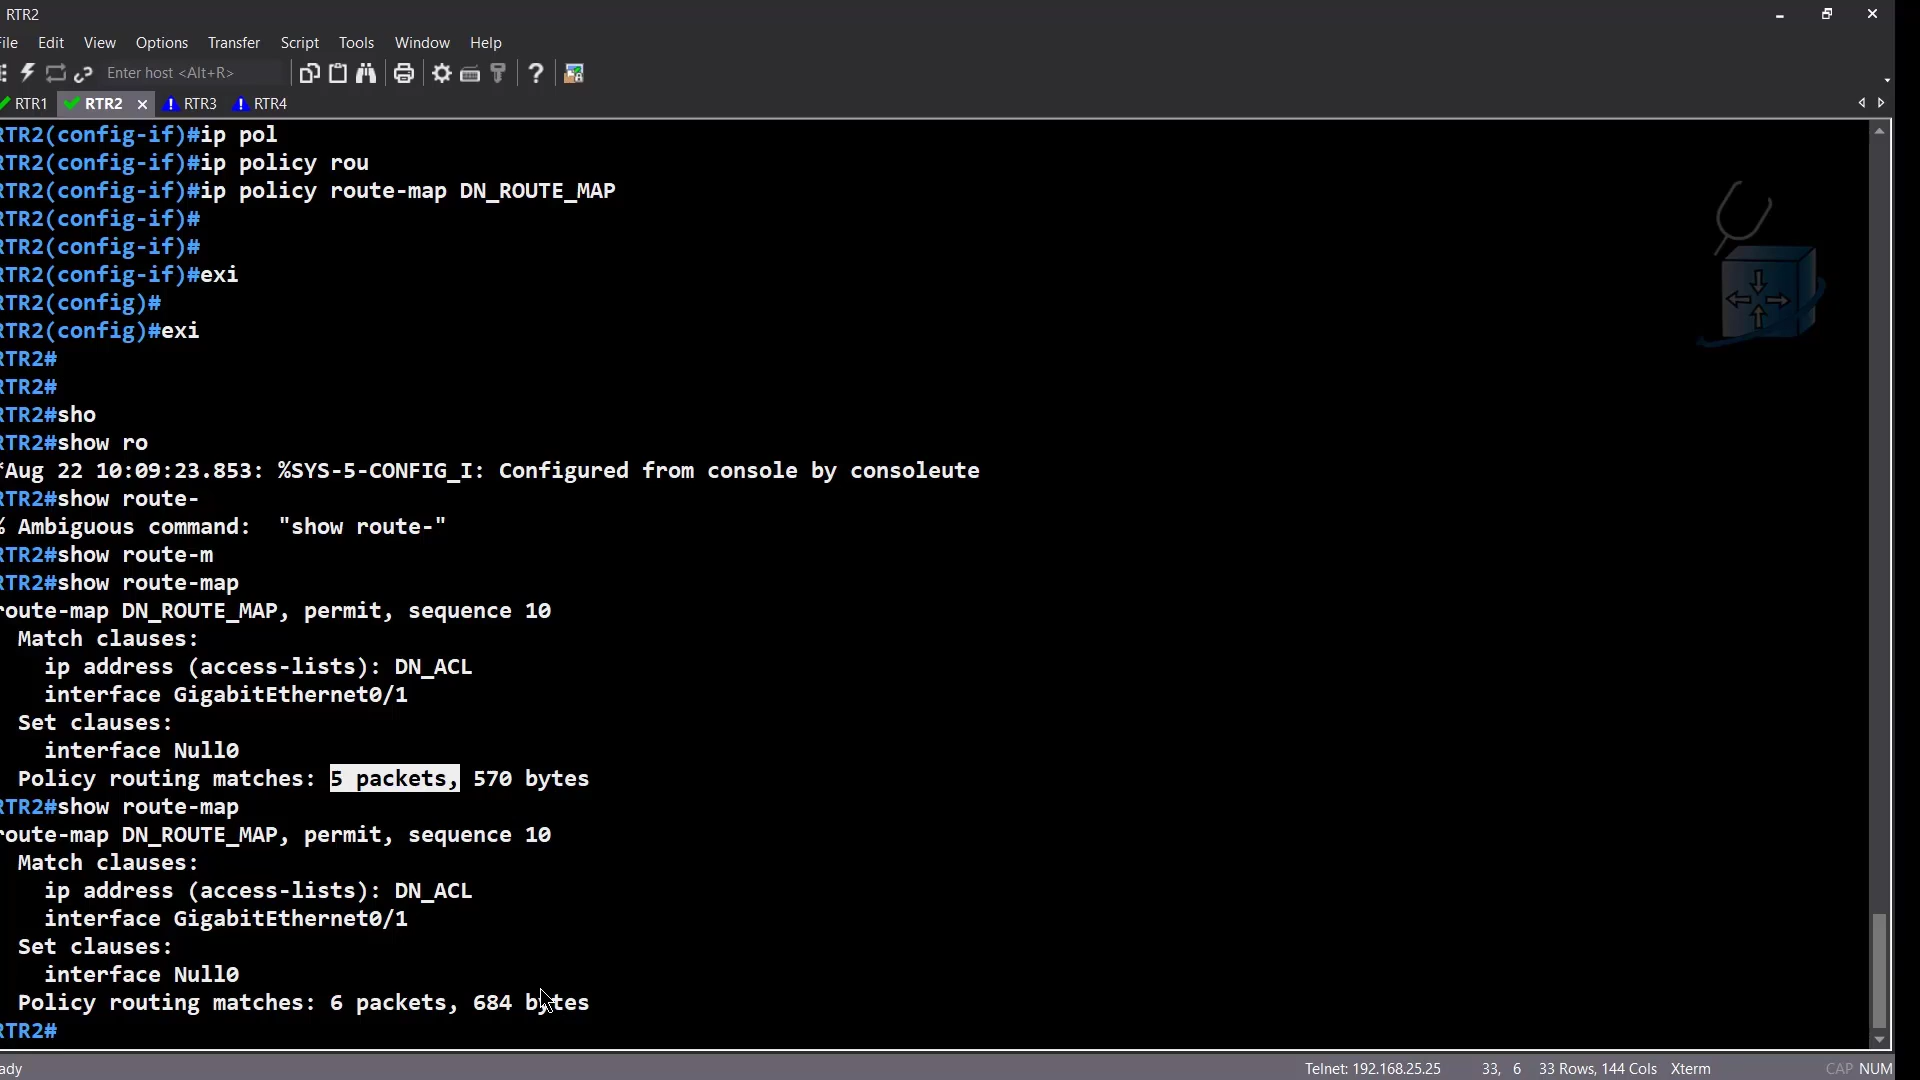 RTR2
ile Edit View Options Transfer Script Tools Window Help
Enter host <Alt+R>
RTR1 RTR2 RTR3 RTR4
RTR2(config-if)#ip pol
RTR2(config-if)#ip policy rou
RTR2(config-if)#ip policy route-map DN_ROUTE_MAP
RTR2(config-if)#
RTR2(config-if)#
RTR2(config-if)#exi
RTR2(config)#
RTR2(config)#exi
RTR2#
RTR2#
RTR2#sho
RTR2#show ro
*Aug 22 10:09:23.853: %SYS-5-CONFIG_I: Configured from console by consoleute
RTR2#show route-
% Ambiguous command:  "show route-"
RTR2#show route-m
RTR2#show route-map
route-map DN_ROUTE_MAP, permit, sequence 10
Match clauses:
ip address (access-lists): DN_ACL
interface GigabitEthernet0/1
Set clauses:
interface Null0
Policy routing matches: 5 packets, 570 bytes
RTR2#show route-map
route-map DN_ROUTE_MAP, permit, sequence 10
Match clauses:
ip address (access-lists): DN_ACL
interface GigabitEthernet0/1
Set clauses:
interface Null0
Policy routing matches: 6 packets, 684 bytes
RTR2#
ady Telnet: 192.168.25.25 33, 6 33 Rows, 144 Cols Xterm CAP NUM